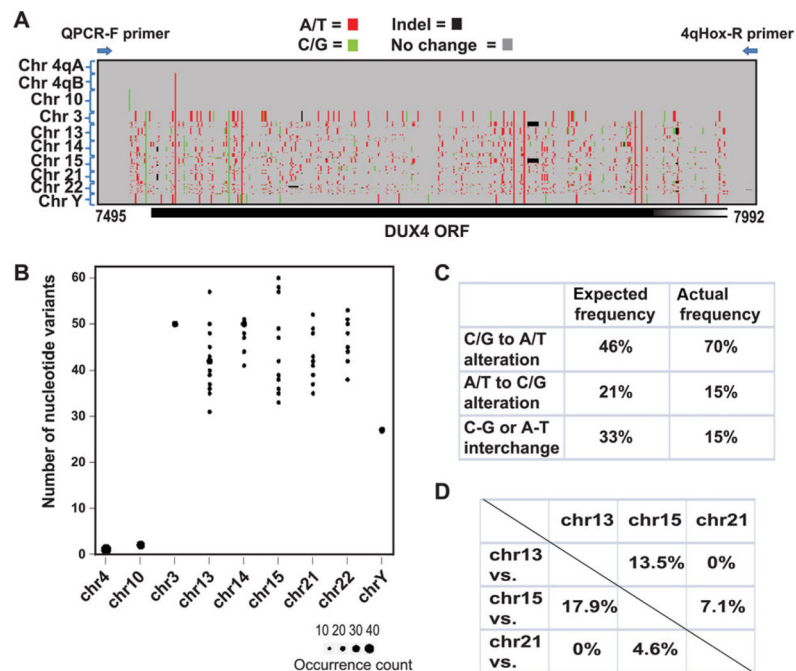 A
A/T =
Indel =
C/G =
No change =
QPCR-F primer
4qHox-R primer
Chr 4qA
Chr 4qB
Chr 10
Chr 3
Chr 13
Chr 14
Chr 15
Chr 21
Chr 22
Chr Y
7495
7992
DUX4 ORF
B
Number of nucleotide variants
60
50
40
30
20
10
0
chr4
chr10
chr3
chr13
chr14
chr15
chr21
chr22
chrY
10 20 30 40
Occurrence count
C
Expected frequency
Actual frequency
C/G to A/T alteration
46%
70%
A/T to C/G alteration
21%
15%
C-G or A-T interchange
33%
15%
D
chr13
chr15
chr21
chr13 vs.
13.5%
0%
chr15 vs.
17.9%
7.1%
chr21 vs.
0%
4.6%